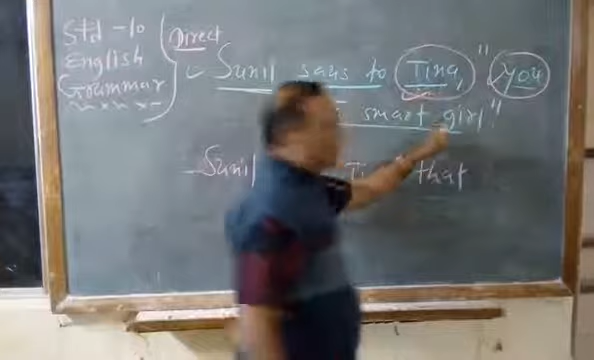 Std - 10
English
Grammar
Direct
Sunil says to Tina, "you
smart girl".
Sunil that